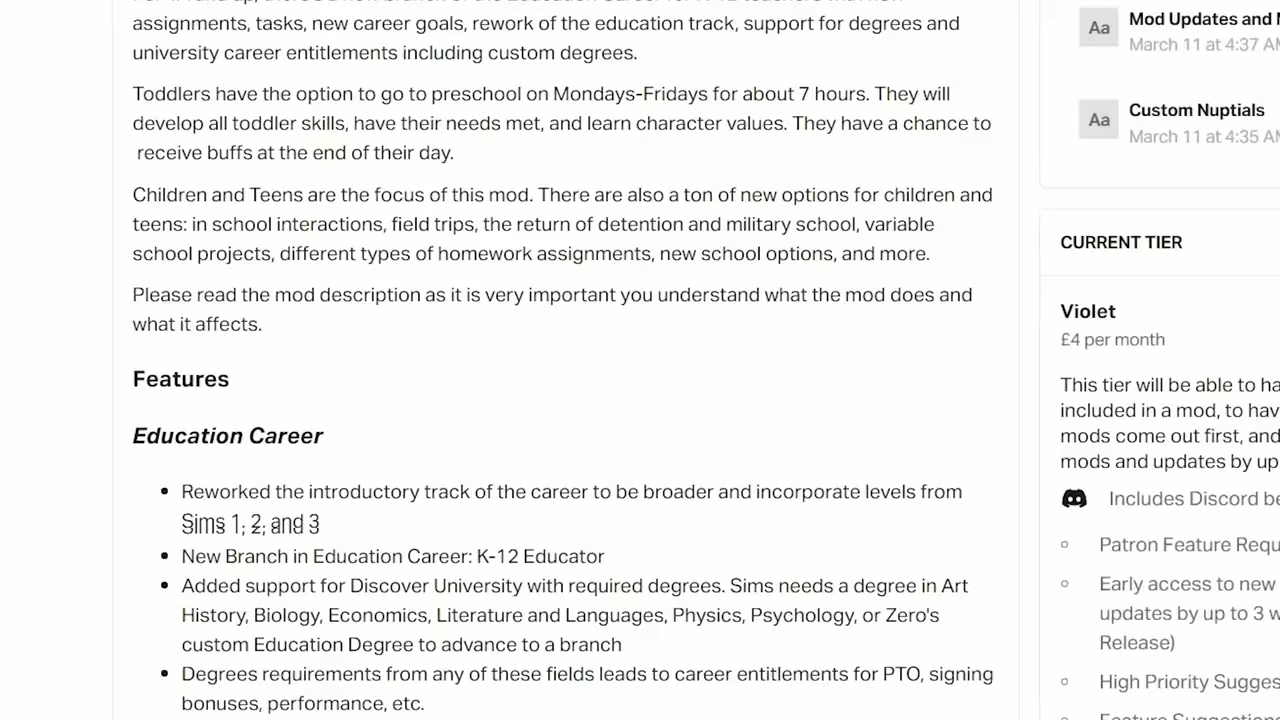 assignments, tasks, new career goals, rework of the education track, support for degrees and
university career entitlements including custom degrees.
Toddlers have the option to go to preschool on Mondays-Fridays for about 7 hours. They will
develop all toddler skills, have their needs met, and learn character values. They have a chance to
receive buffs at the end of their day.
Children and Teens are the focus of this mod. There are also a ton of new options for children and
teens: in school interactions, field trips, the return of detention and military school, variable
school projects, different types of homework assignments, new school options, and more.
Please read the mod description as it is very important you understand what the mod does and
what it affects.
Features
Education Career
Reworked the introductory track of the career to be broader and incorporate levels from
Sims 1, 2, and 3
New Branch in Education Career: K-12 Educator
Added support for Discover University with required degrees. Sims needs a degree in Art
History, Biology, Economics, Literature and Languages, Physics, Psychology, or Zero's
custom Education Degree to advance to a branch
Degrees requirements from any of these fields leads to career entitlements for PTO, signing
bonuses, performance, etc.
Aa
Mod Updates and
March 11 at 4:37 AM
Aa
Custom Nuptials
March 11 at 4:35 AM
CURRENT TIER
Violet
£4 per month
This tier will be able to ha
included in a mod, to hav
mods come out first, and
mods and updates by up
Includes Discord be
Patron Feature Requ
Early access to new
updates by up to 3 w
Release)
High Priority Sugges
Feature Suggestion